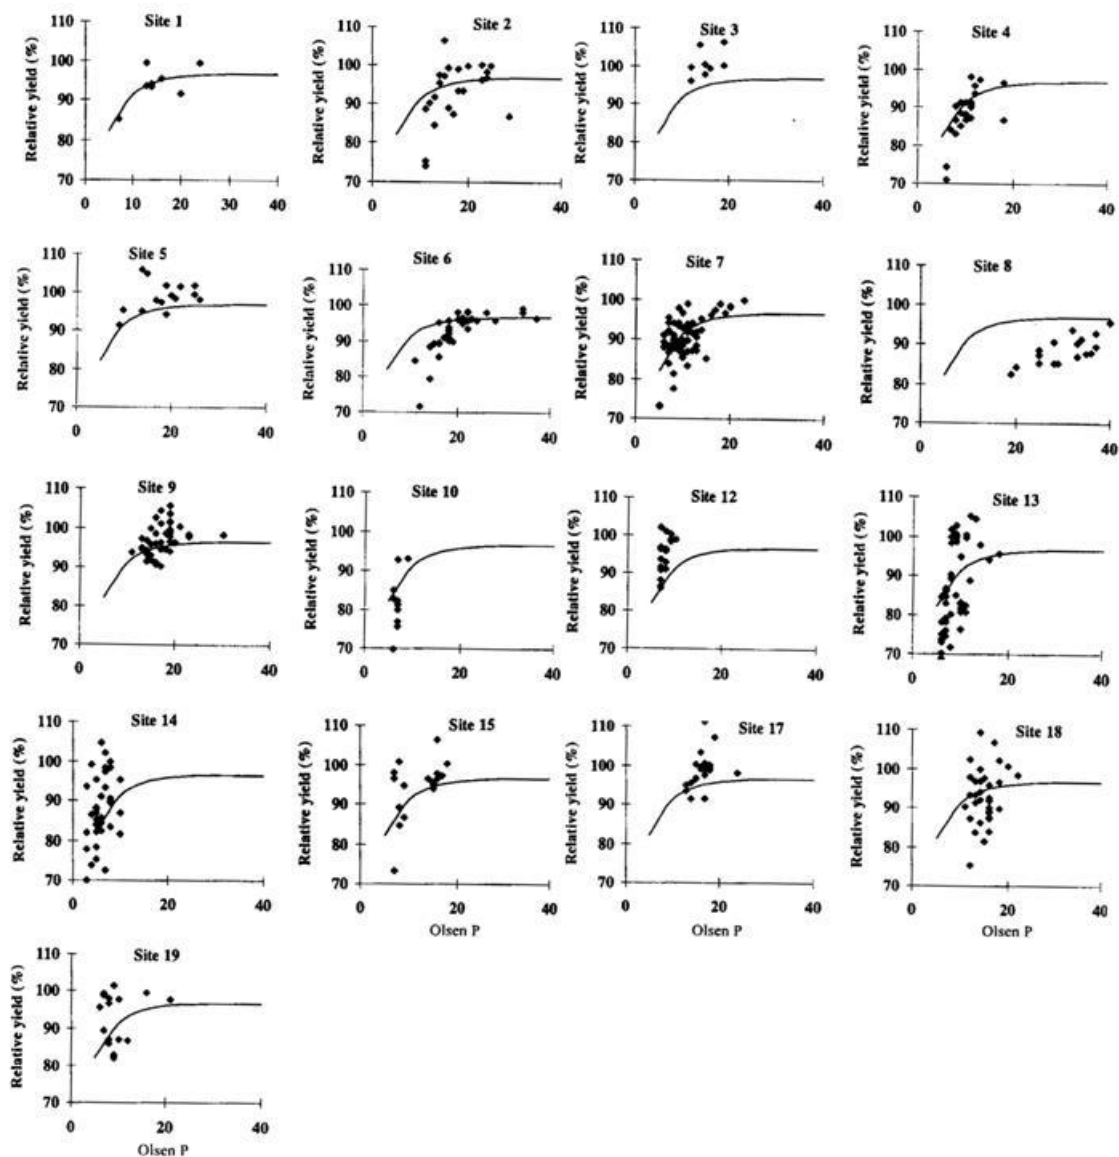 Site 1
Relative yield (%)
110
100
90
80
70
0 10 20 30 40
Site 2
Relative yield (%)
110
100
90
80
70
0 10 20 30 40
Site 3
Relative yield (%)
110
100
90
80
70
0 20 40
Site 4
Relative yield (%)
110
100
90
80
70
0 20 40
Site 5
Relative yield (%)
110
100
90
80
70
0 20 40
Site 6
Relative yield (%)
110
100
90
80
70
0 20 40
Site 7
Relative yield (%)
110
100
90
80
70
0 20 40
Site 8
Relative yield (%)
110
100
90
80
70
0 20 40
Site 9
Relative yield (%)
110
100
90
80
70
0 20 40
Site 10
Relative yield (%)
110
100
90
80
70
0 20 40
Site 12
Relative yield (%)
110
100
90
80
70
0 20 40
Site 13
Relative yield (%)
110
100
90
80
70
0 20 40
Site 14
Relative yield (%)
110
100
90
80
70
0 20 40
Site 15
Relative yield (%)
110
100
90
80
70
0 20 40
Olsen P
Site 17
Relative yield (%)
110
100
90
80
70
0 20 40
Olsen P
Site 18
Relative yield (%)
110
100
90
80
70
0 20 40
Olsen P
Site 19
Relative yield (%)
110
100
90
80
70
0 20 40
Olsen P